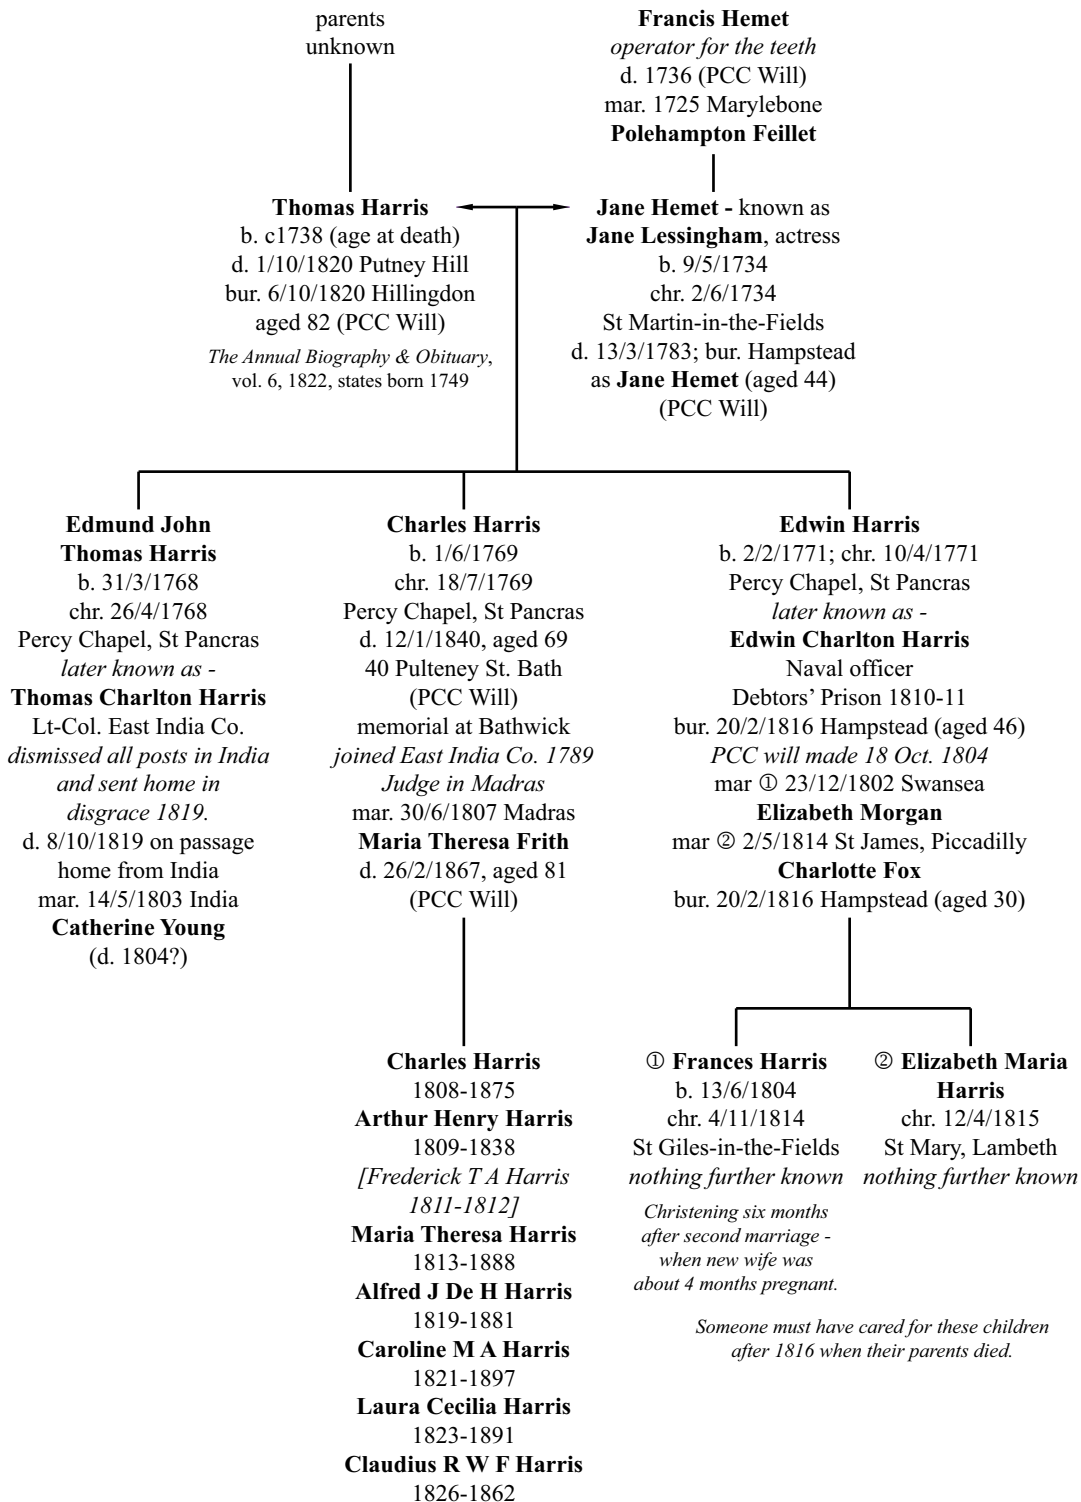 parents
unknown
Francis Hemet
operator for the teeth
d. 1736 (PCC Will)
mar. 1725 Marylebone
Polehampton Feillet
Thomas Harris
b. c1738 (age at death)
d. 1/10/1820 Putney Hill
bur. 6/10/1820 Hillingdon
aged 82 (PCC Will)
The Annual Biography & Obituary,
vol. 6, 1822, states born 1749
Jane Hemet - known as
Jane Lessingham, actress
b. 9/5/1734
chr. 2/6/1734
St Martin-in-the-Fields
d. 13/3/1783; bur. Hampstead
as Jane Hemet (aged 44)
(PCC Will)
Edmund John
Thomas Harris
b. 31/3/1768
chr. 26/4/1768
Percy Chapel, St Pancras
later known as -
Thomas Charlton Harris
Lt-Col. East India Co.
dismissed all posts in India
and sent home in
disgrace 1819.
d. 8/10/1819 on passage
home from India
mar. 14/5/1803 India
Catherine Young
(d. 1804?)
Charles Harris
b. 1/6/1769
chr. 18/7/1769
Percy Chapel, St Pancras
d. 12/1/1840, aged 69
40 Pulteney St. Bath
(PCC Will)
memorial at Bathwick
joined East India Co. 1789
Judge in Madras
mar. 30/6/1807 Madras
Maria Theresa Frith
d. 26/2/1867, aged 81
(PCC Will)
Edwin Harris
b. 2/2/1771; chr. 10/4/1771
Percy Chapel, St Pancras
later known as -
Edwin Charlton Harris
Naval officer
Debtors' Prison 1810-11
bur. 20/2/1816 Hampstead (aged 46)
PCC will made 18 Oct. 1804
mar ① 23/12/1802 Swansea
Elizabeth Morgan
mar ② 2/5/1814 St James, Piccadilly
Charlotte Fox
bur. 20/2/1816 Hampstead (aged 30)
Charles Harris
1808-1875
Arthur Henry Harris
1809-1838
[Frederick T A Harris
1811-1812]
Maria Theresa Harris
1813-1888
Alfred J De H Harris
1819-1881
Caroline M A Harris
1821-1897
Laura Cecilia Harris
1823-1891
Claudius R W F Harris
1826-1862
① Frances Harris
b. 13/6/1804
chr. 4/11/1814
St Giles-in-the-Fields
nothing further known
Christening six months
after second marriage -
when new wife was
about 4 months pregnant.
② Elizabeth Maria
Harris
chr. 12/4/1815
St Mary, Lambeth
nothing further known
Someone must have cared for these children
after 1816 when their parents died.